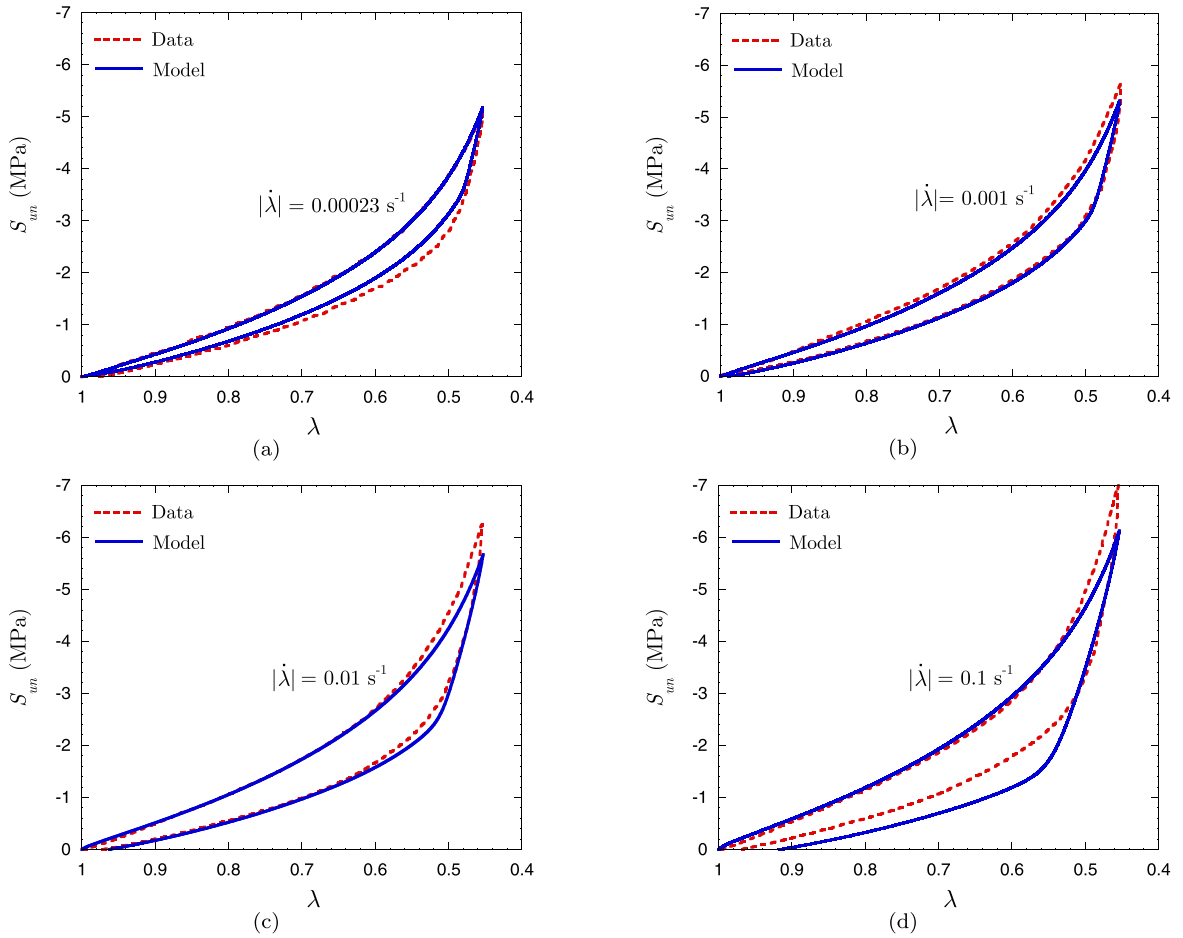 -7
-6
-5
-4
-3
-2
-1
0
S_un (MPa)
Data
Model
|λ̇| = 0.00023 s⁻¹
1 0.9 0.8 0.7 0.6 0.5 0.4
λ
(a)
-7
-6
-5
-4
-3
-2
-1
0
S_un (MPa)
Data
Model
|λ̇|= 0.001 s⁻¹
1 0.9 0.8 0.7 0.6 0.5 0.4
λ
(b)
-7
-6
-5
-4
-3
-2
-1
0
S_un (MPa)
Data
Model
|λ̇| = 0.01 s⁻¹
1 0.9 0.8 0.7 0.6 0.5 0.4
λ
(c)
-7
-6
-5
-4
-3
-2
-1
0
S_un (MPa)
Data
Model
|λ̇| = 0.1 s⁻¹
1 0.9 0.8 0.7 0.6 0.5 0.4
λ
(d)